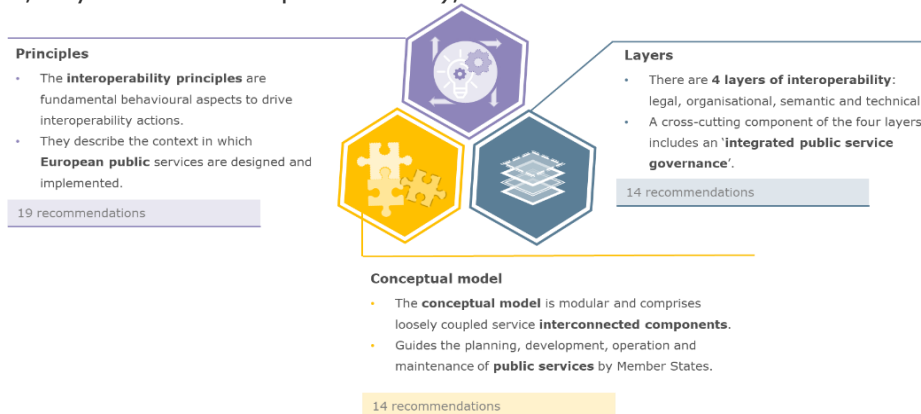 Principles
• The interoperability principles are
fundamental behavioural aspects to drive
interoperability actions.
• They describe the context in which
European public services are designed and
implemented.
19 recommendations
Layers
• There are 4 layers of interoperability:
legal, organisational, semantic and technical
• A cross-cutting component of the four layers
includes an ‘integrated public service
governance’.
14 recommendations
Conceptual model
• The conceptual model is modular and comprises
loosely coupled service interconnected components.
• Guides the planning, development, operation and
maintenance of public services by Member States.
14 recommendations